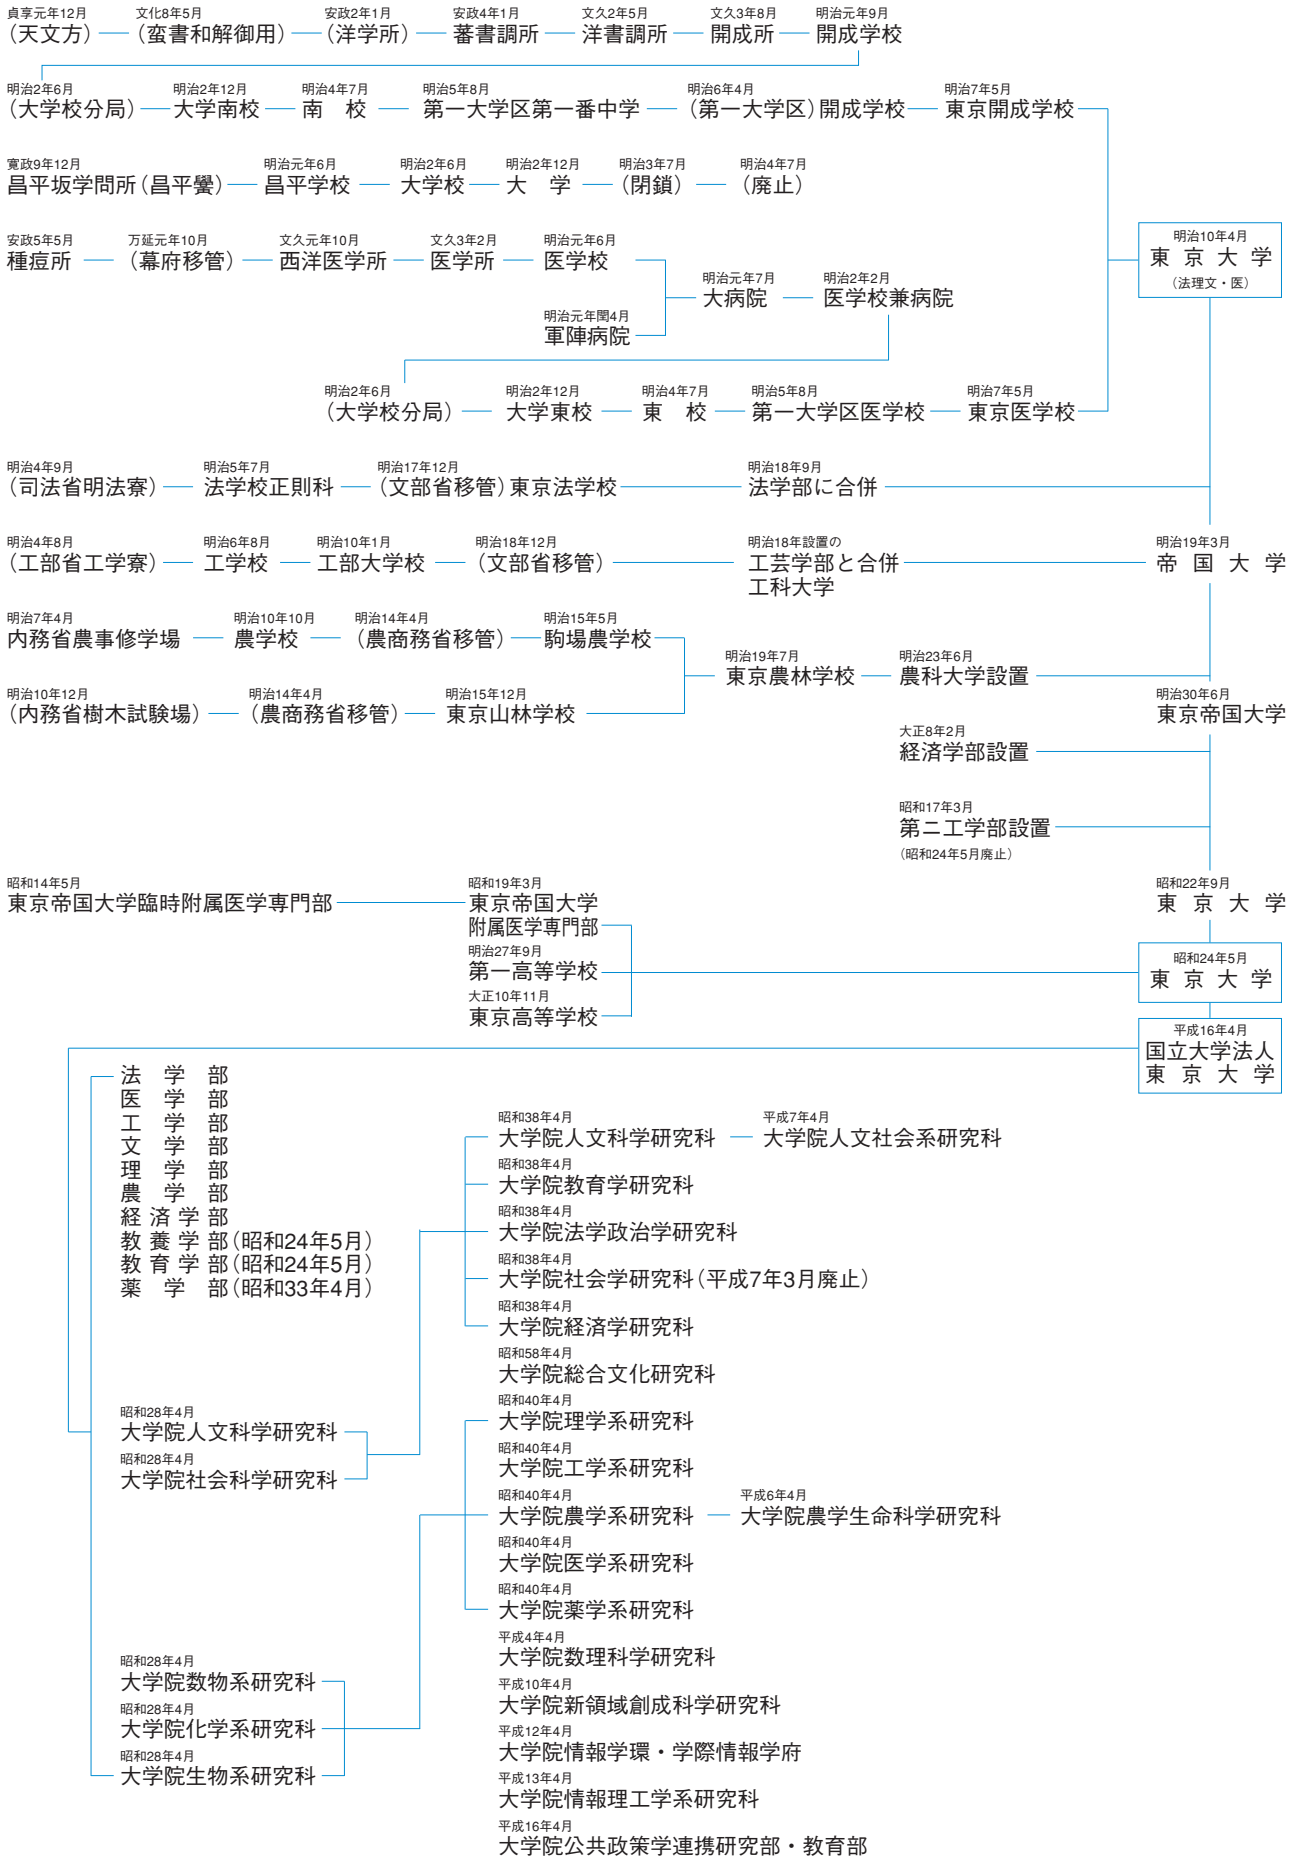 貞享元年12月 文化8年5月 安政2年1月 安政4年1月 文久2年5月 文久3年8月 明治元年9月
(天文方) (蛮書和解御用) (洋学所) 蕃書調所 洋書調所 開成所 開成学校
明治2年6月 明治2年12月 明治4年7月 明治5年8月 明治6年4月 明治7年5月
(大学校分局) 大学南校 南 校 第一大学区第一番中学 (第一大学区)開成学校 東京開成学校
寛政9年12月 明治元年6月 明治2年6月 明治2年12月 明治3年7月 明治4年7月
昌平坂学問所(昌平黌) 昌平学校 大学校 大 学 (閉鎖) (廃止)
安政5年5月 万延元年10月 文久元年10月 文久3年2月 明治元年6月
種痘所 (幕府移管) 西洋医学所 医学所 医学校
明治10年4月
東 京 大 学
(法理文・医)
明治元年7月 明治2年2月
大病院 医学校兼病院
明治元年閏4月
軍陣病院
明治2年6月 明治2年12月 明治4年7月 明治5年8月 明治7年5月
(大学校分局) 大学東校 東 校 第一大学区医学校 東京医学校
明治4年9月 明治5年7月 明治17年12月 明治18年9月
(司法省明法寮) 法学校正則科 (文部省移管)東京法学校 法学部に合併
明治4年8月 明治6年8月 明治10年1月 明治18年12月 明治18年設置の 明治19年3月
(工部省工学寮) 工学校 工部大学校 (文部省移管) 工芸学部と合併 帝 国 大 学
工科大学
明治7年4月 明治10年10月 明治14年4月 明治15年5月
内務省農事修学場 農学校 (農商務省移管) 駒場農学校
明治19年7月 明治23年6月
東京農林学校 農科大学設置
明治10年12月 明治14年4月 明治15年12月 明治30年6月
(内務省樹木試験場) (農商務省移管) 東京山林学校 東京帝国大学
大正8年2月
経済学部設置
昭和17年3月
第二工学部設置
(昭和24年5月廃止)
昭和14年5月 昭和19年3月 昭和22年9月
東京帝国大学臨時附属医学専門部 東京帝国大学 東 京 大 学
附属医学専門部
明治27年9月
第一高等学校
昭和24年5月
東 京 大 学
大正10年11月
東京高等学校
平成16年4月
国立大学法人
東 京 大 学
法 学 部
医 学 部
工 学 部
文 学 部
理 学 部
農 学 部
経 済 学 部
教 養 学 部(昭和24年5月)
教 育 学 部(昭和24年5月)
薬 学 部(昭和33年4月)
昭和38年4月 平成7年4月
大学院人文科学研究科 大学院人文社会系研究科
昭和38年4月
大学院教育学研究科
昭和38年4月
大学院法学政治学研究科
昭和38年4月
大学院社会学研究科(平成7年3月廃止)
昭和38年4月
大学院経済学研究科
昭和58年4月
大学院総合文化研究科
昭和28年4月
大学院人文科学研究科
昭和28年4月
大学院社会科学研究科
昭和40年4月
大学院理学系研究科
昭和40年4月
大学院工学系研究科
昭和40年4月 平成6年4月
大学院農学系研究科 大学院農学生命科学研究科
昭和40年4月
大学院医学系研究科
昭和40年4月
大学院薬学系研究科
平成4年4月
大学院数理科学研究科
昭和28年4月
大学院数物系研究科
昭和28年4月
大学院化学系研究科
昭和28年4月
大学院生物系研究科
平成10年4月
大学院新領域創成科学研究科
平成12年4月
大学院情報学環・学際情報学府
平成13年4月
大学院情報理工学系研究科
平成16年4月
大学院公共政策学連携研究部・教育部